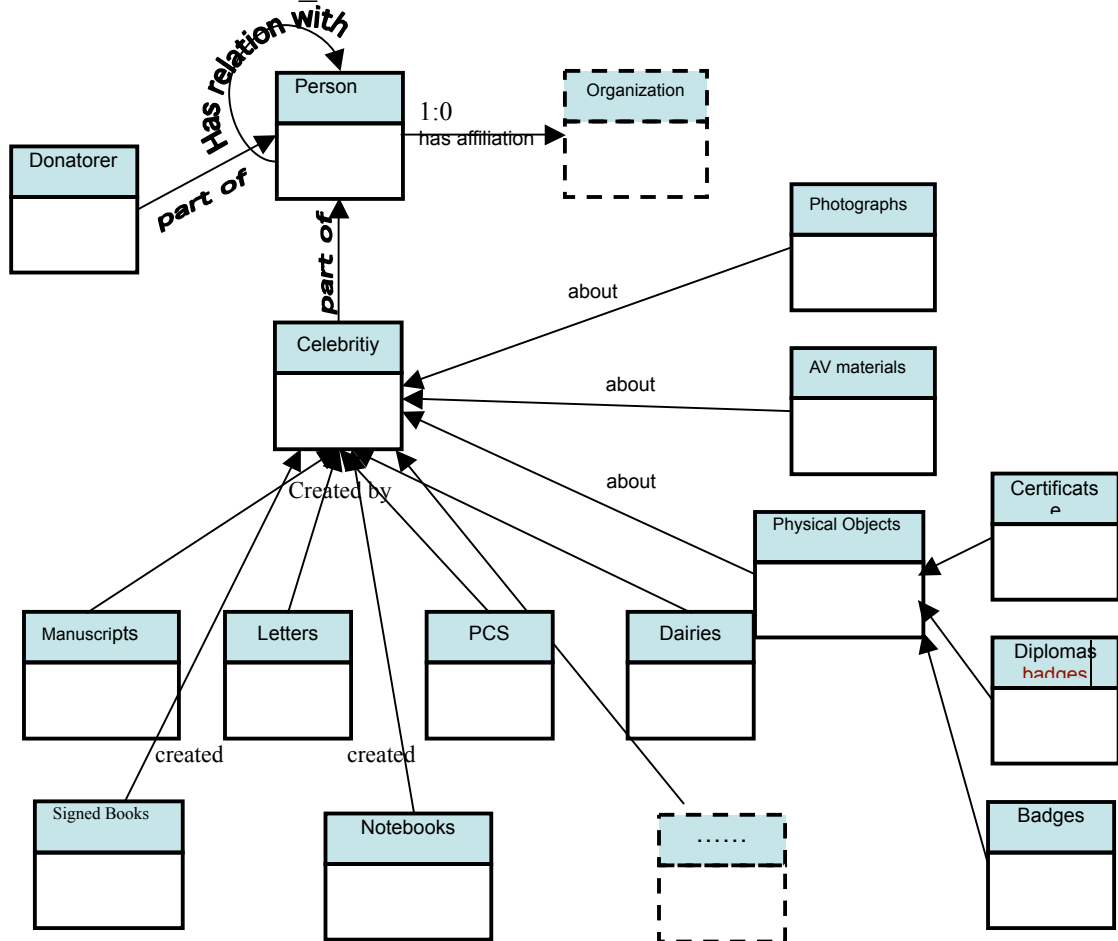 Has relation with
Person
Organization
1:0
has affiliation
Donatorer
part of
part of
Photographs
about
Celebritiy
AV materials
about
about
Certificats
e
Physical Objects
Created by
Manuscripts
Letters
PCS
Dairies
Diplomas
badges
created
created
Signed Books
Notebooks
......
Badges